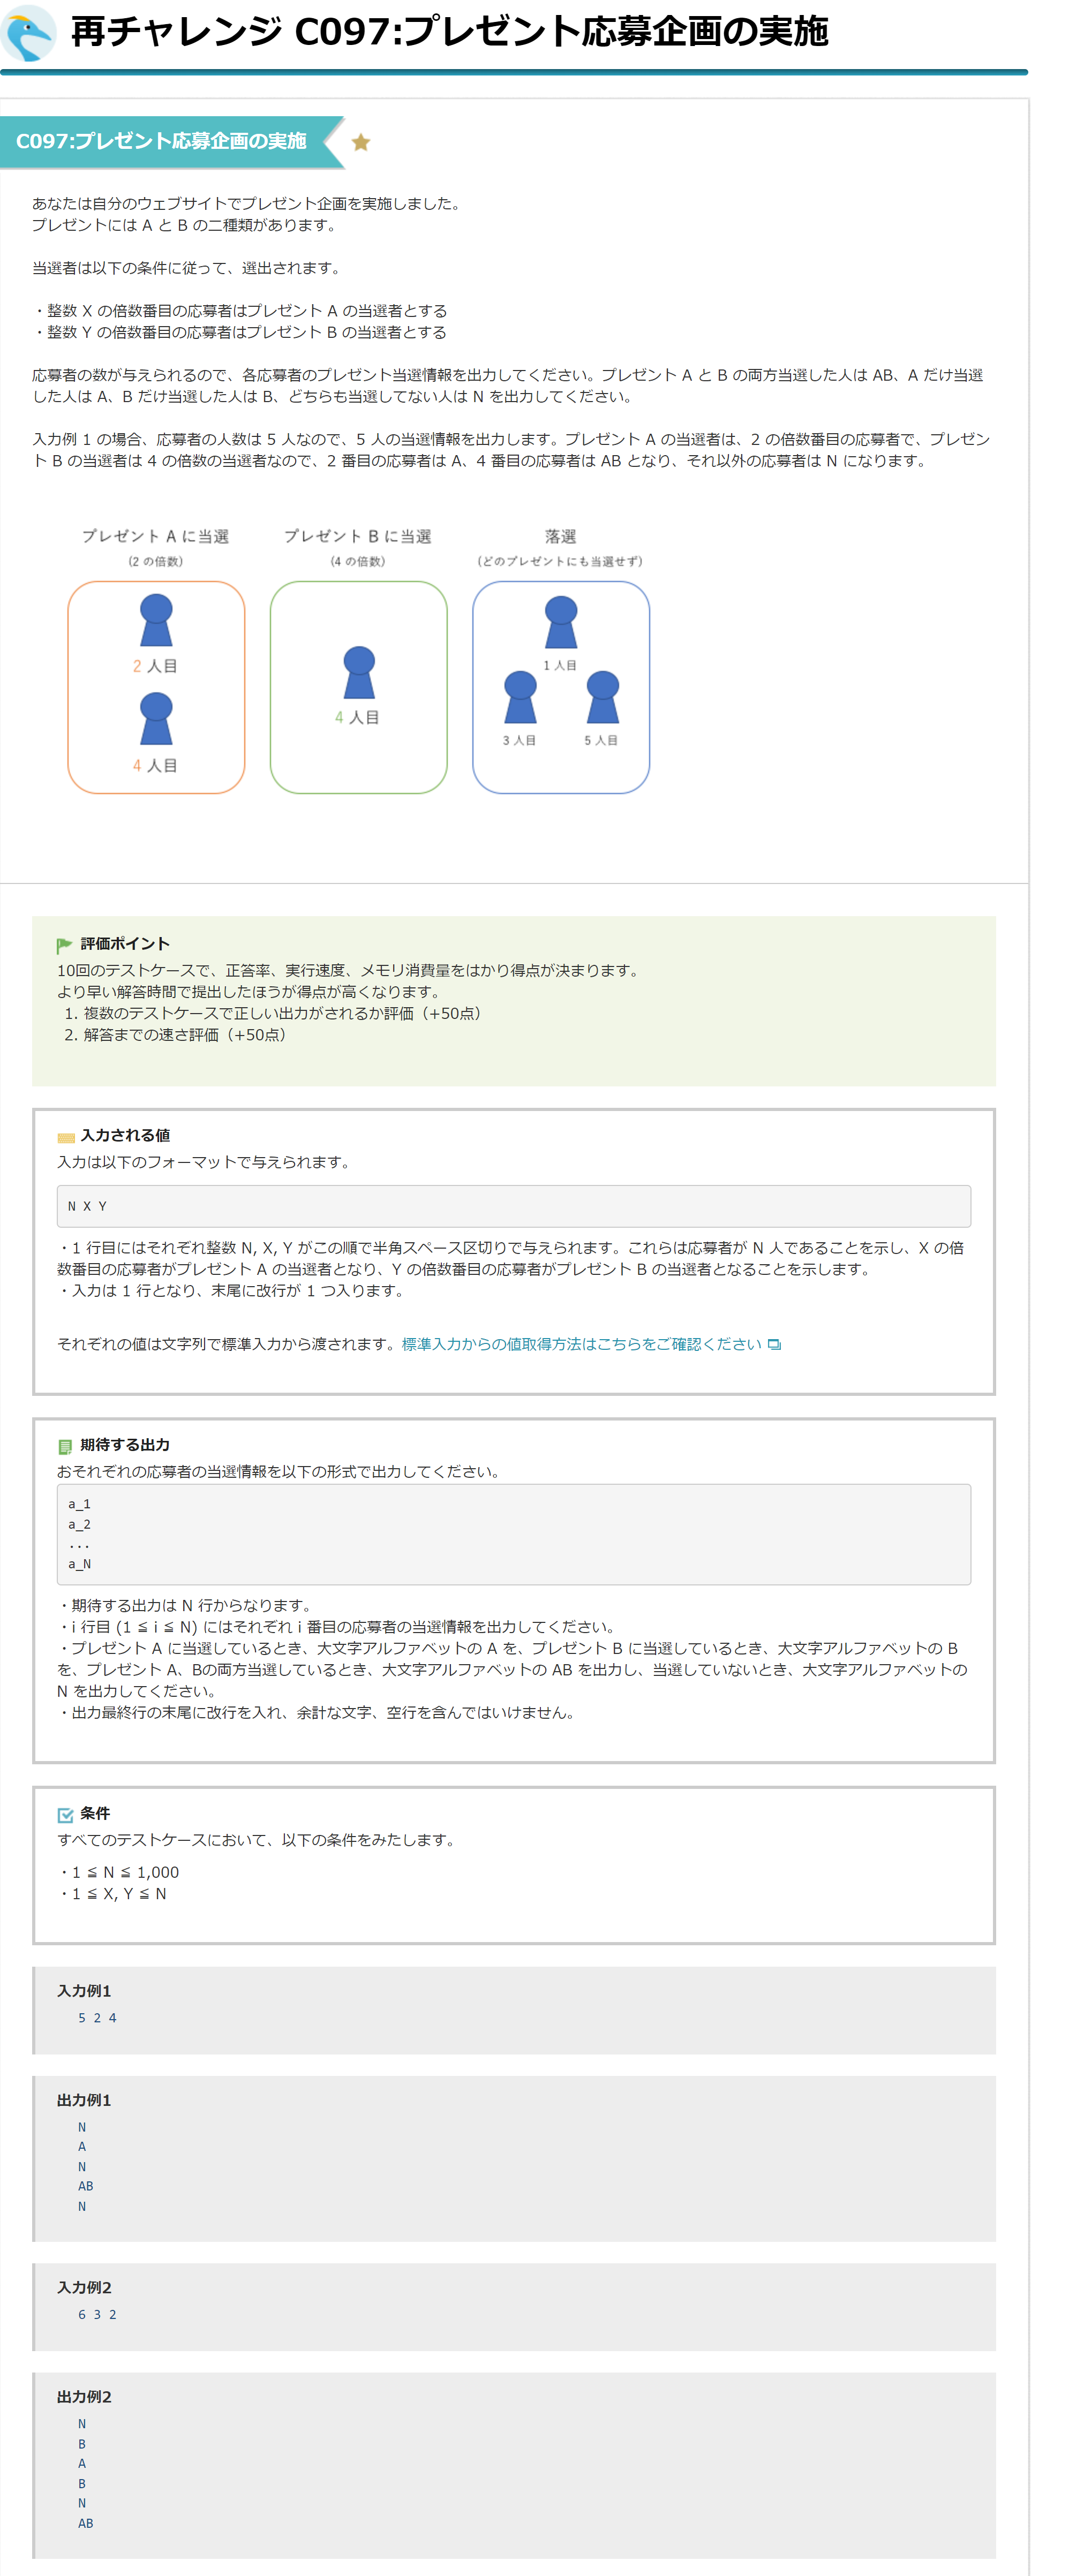 再チャレンジ C097:プレゼント応募企画の実施
C097:プレゼント応募企画の実施
あなたは自分のウェブサイトでプレゼント企画を実施しました。
プレゼントには A と B の二種類があります。
当選者は以下の条件に従って、選出されます。
・整数 X の倍数番目の応募者はプレゼント A の当選者とする
・整数 Y の倍数番目の応募者はプレゼント B の当選者とする
応募者の数が与えられるので、各応募者のプレゼント当選情報を出力してください。プレゼント A と B の両方当選した人は AB、A だけ当選
した人は A、B だけ当選した人は B、どちらも当選してない人は N を出力してください。
入力例 1 の場合、応募者の人数は 5 人なので、5 人の当選情報を出力します。プレゼント A の当選者は、2 の倍数番目の応募者で、プレゼン
ト B の当選者は 4 の倍数の当選者なので、2 番目の応募者は A、4 番目の応募者は AB となり、それ以外の応募者は N になります。
プレゼント A に当選
(2 の倍数)
2 人目
4 人目
プレゼント B に当選
(4 の倍数)
4 人目
落選
(どのプレゼントにも当選せず)
1 人目
3 人目
5 人目
評価ポイント
10回のテストケースで、正答率、実行速度、メモリ消費量をはかり得点が決まります。
より早い解答時間で提出したほうが得点が高くなります。
1. 複数のテストケースで正しい出力がされるか評価（+50点）
2. 解答までの速さ評価（+50点）
入力される値
入力は以下のフォーマットで与えられます。
N X Y
・1 行目にはそれぞれ整数 N, X, Y がこの順で半角スペース区切りで与えられます。これらは応募者が N 人であることを示し、X の倍
数番目の応募者がプレゼント A の当選者となり、Y の倍数番目の応募者がプレゼント B の当選者となることを示します。
・入力は 1 行となり、末尾に改行が 1 つ入ります。
それぞれの値は文字列で標準入力から渡されます。標準入力からの値取得方法はこちらをご確認ください
期待する出力
おそれぞれの応募者の当選情報を以下の形式で出力してください。
a_1
a_2
...
a_N
・期待する出力は N 行からなります。
・i 行目 (1 ≦ i ≦ N) にはそれぞれ i 番目の応募者の当選情報を出力してください。
・プレゼント A に当選しているとき、大文字アルファベットの A を、プレゼント B に当選しているとき、大文字アルファベットの B
を、プレゼント A、Bの両方当選しているとき、大文字アルファベットの AB を出力し、当選していないとき、大文字アルファベットの
N を出力してください。
・出力最終行の末尾に改行を入れ、余計な文字、空行を含んではいけません。
条件
すべてのテストケースにおいて、以下の条件をみたします。
・1 ≦ N ≦ 1,000
・1 ≦ X, Y ≦ N
入力例1
5 2 4
出力例1
N
A
N
AB
N
入力例2
6 3 2
出力例2
N
B
A
B
N
AB